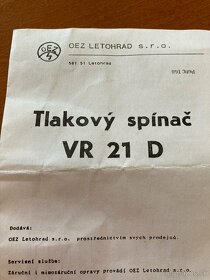 OEZ
OEZ LETOHRAD s.r.o.
561 51 Letohrad
Tlakový spínač
VR 21 D
Dodává:
OEZ Letohrad s.r.o. prostřednictvím svých prodejců.
Servisní služba:
Záruční i mimozáruční opravy provádí OEZ Letohrad s.r.o.